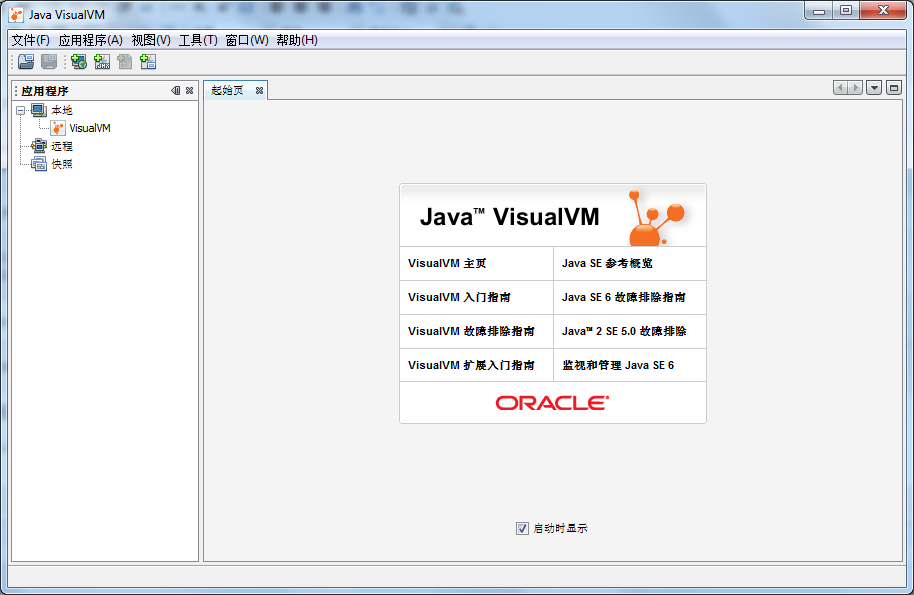 Java VisualVM
文件(F) 应用程序(A) 视图(V) 工具(T) 窗口(W) 帮助(H)
应用程序
起始页
本地
VisualVM
远程
快照
Java™ VisualVM
VisualVM 主页
Java SE 参考概览
VisualVM 入门指南
Java SE 6 故障排除指南
VisualVM 故障排除指南
Java™ 2 SE 5.0 故障排除
VisualVM 扩展入门指南
监视和管理 Java SE 6
ORACLE®
启动时显示